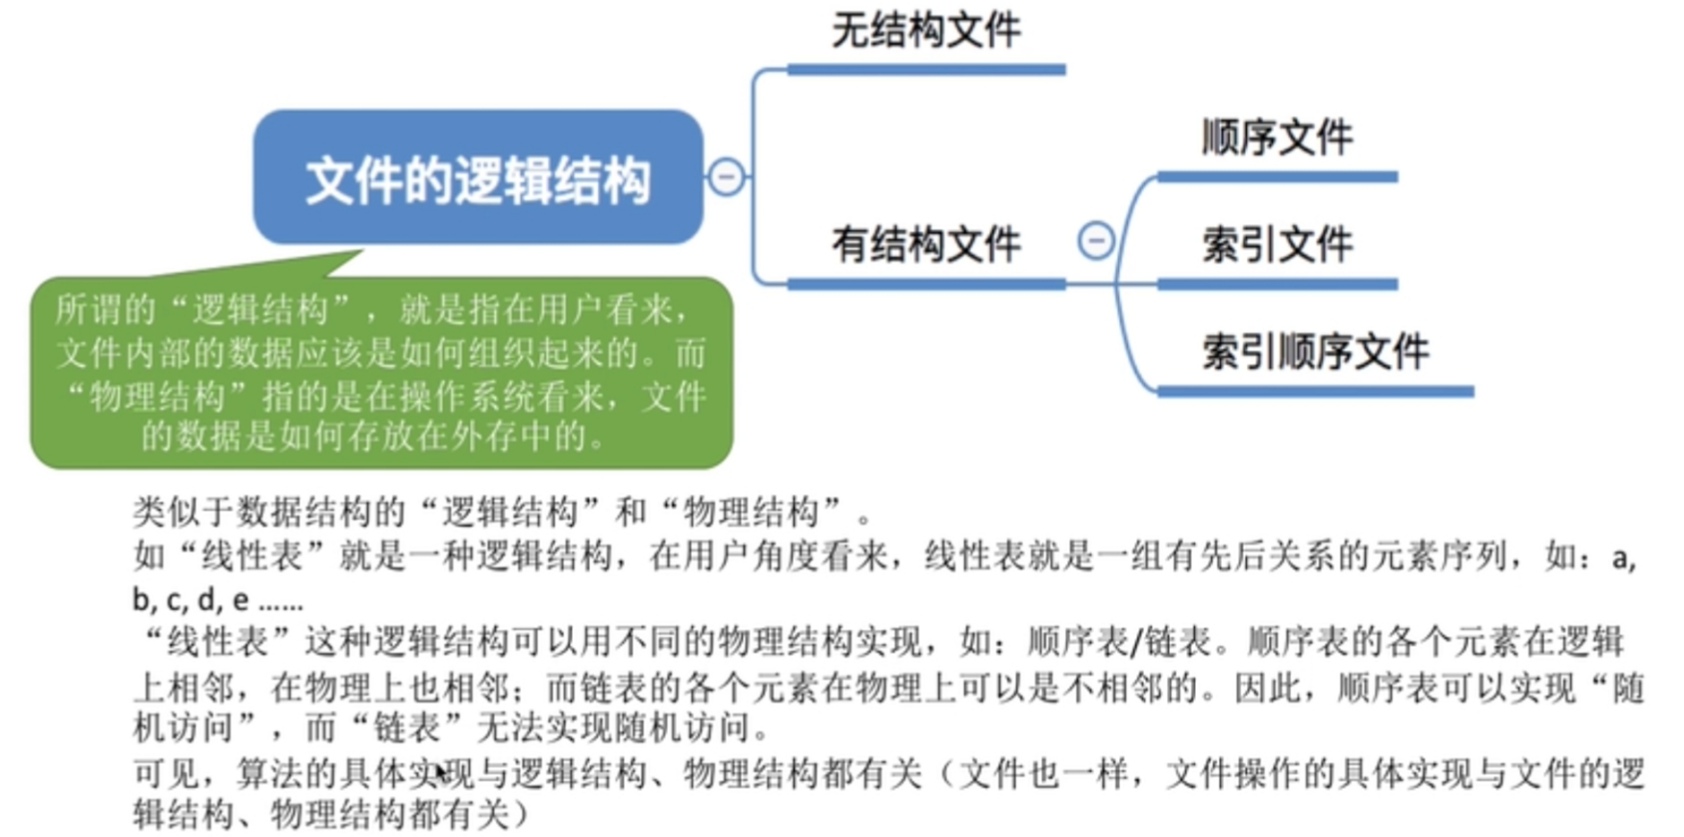 无结构文件
文件的逻辑结构
有结构文件
顺序文件
索引文件
索引顺序文件
所谓的“逻辑结构”，就是指在用户看来，
文件内部的数据应该是如何组织起来的。而
“物理结构”指的是在操作系统看来，文件
的数据是如何存放在外存中的。
类似于数据结构的“逻辑结构”和“物理结构”。
如“线性表”就是一种逻辑结构，在用户角度看来，线性表就是一组有先后关系的元素序列，如：a,
b, c, d, e ……
“线性表”这种逻辑结构可以用不同的物理结构实现，如：顺序表/链表。顺序表的各个元素在逻辑
上相邻，在物理上也相邻；而链表的各个元素在物理上可以是不相邻的。因此，顺序表可以实现“随
机访问”，而“链表”无法实现随机访问。
可见，算法的具体实现与逻辑结构、物理结构都有关（文件也一样，文件操作的具体实现与文件的逻
辑结构、物理结构都有关）